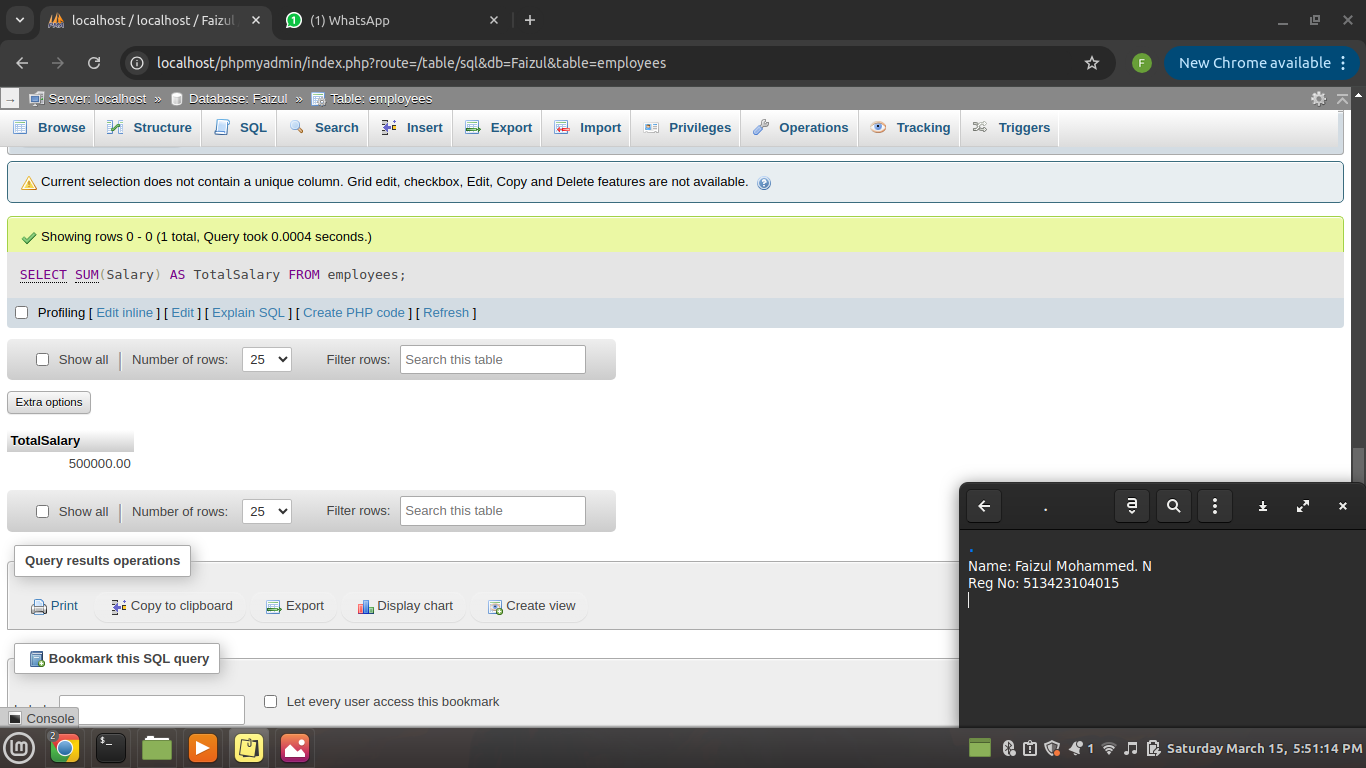 localhost / localhost / Faizul
(1) WhatsApp
localhost/phpmyadmin/index.php?route=/table/sql&db=Faizul&table=employees
F
New Chrome available
Server: localhost » Database: Faizul » Table: employees
Browse Structure SQL Search Insert Export Import Privileges Operations Tracking Triggers
Current selection does not contain a unique column. Grid edit, checkbox, Edit, Copy and Delete features are not available.
Showing rows 0 - 0 (1 total, Query took 0.0004 seconds.)
SELECT SUM(Salary) AS TotalSalary FROM employees;
Profiling [ Edit inline ] [ Edit ] [ Explain SQL ] [ Create PHP code ] [ Refresh ]
Show all Number of rows: 25 Filter rows: Search this table
Extra options
TotalSalary
500000.00
Show all Number of rows: 25 Filter rows: Search this table
Query results operations
Print Copy to clipboard Export Display chart Create view
Bookmark this SQL query
Let every user access this bookmark
Console
.
a
.
Name: Faizul Mohammed. N
Reg No: 513423104015
2
$_
1
Saturday March 15, 5:51:14 PM